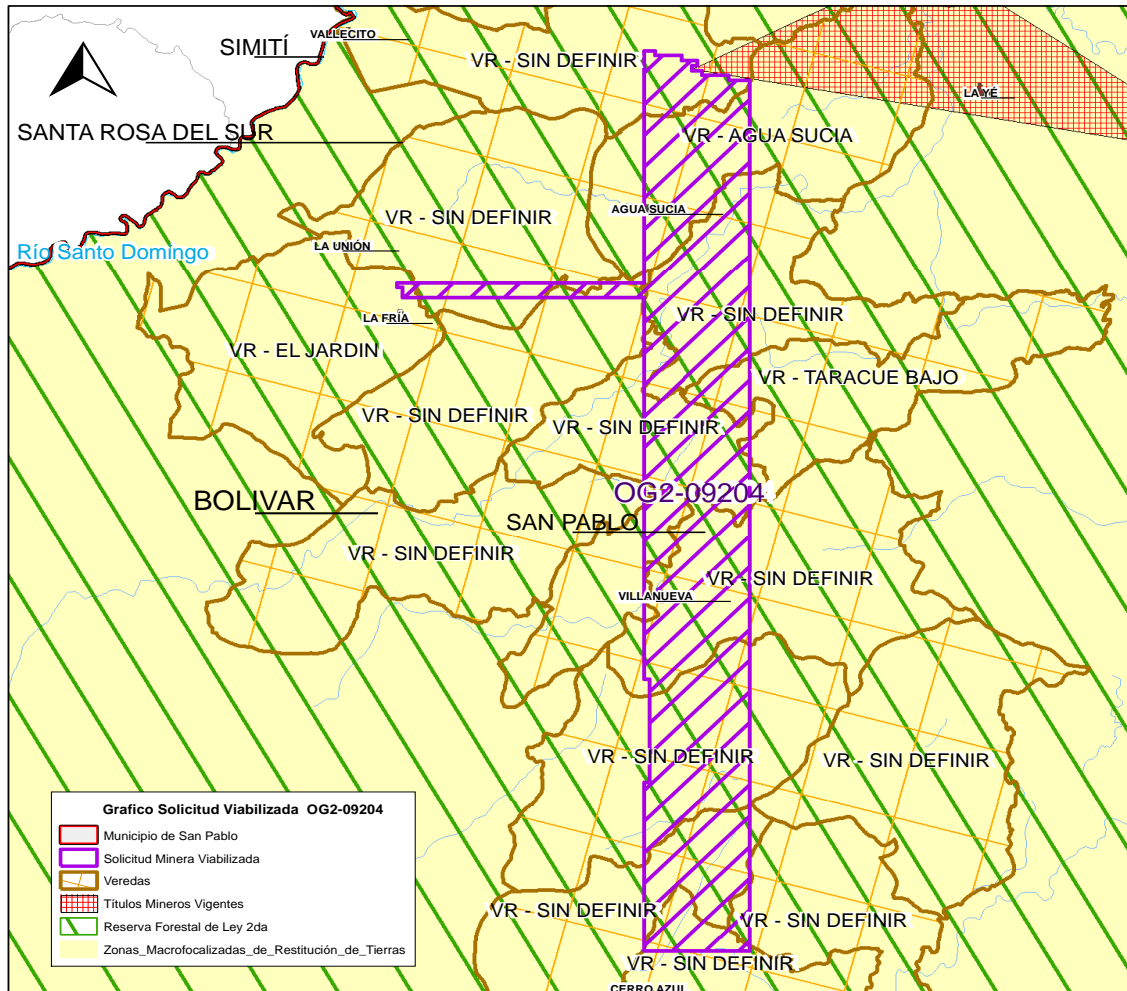 VALLECITO
SIMITÍ
VR - SIN DEFINIR
LA YÉ
SANTA ROSA DEL SUR
VR - AGUA SUCIA
AGUA SUCIA
VR - SIN DEFINIR
LA UNIÓN
Río Santo Domingo
LA FRÍA
VR - SIN DEFINIR
VR - EL JARDIN
VR - TARACUE BAJO
VR - SIN DEFINIR
VR - SIN DEFINIR
OG2-09204
BOLIVAR
SAN PABLO
VR - SIN DEFINIR
VR - SIN DEFINIR
VILLANUEVA
VR - SIN DEFINIR
VR - SIN DEFINIR
Grafico Solicitud Viabilizada OG2-09204
Municipio de San Pablo
Solicitud Minera Viabilizada
Veredas
Títulos Mineros Vigentes
Reserva Forestal de Ley 2da
Zonas_Macrofocalizadas_de_Restitución_de_Tierras
VR - SIN DEFINIR
VR - SIN DEFINIR
VR - SIN DEFINIR
CERRO AZUL